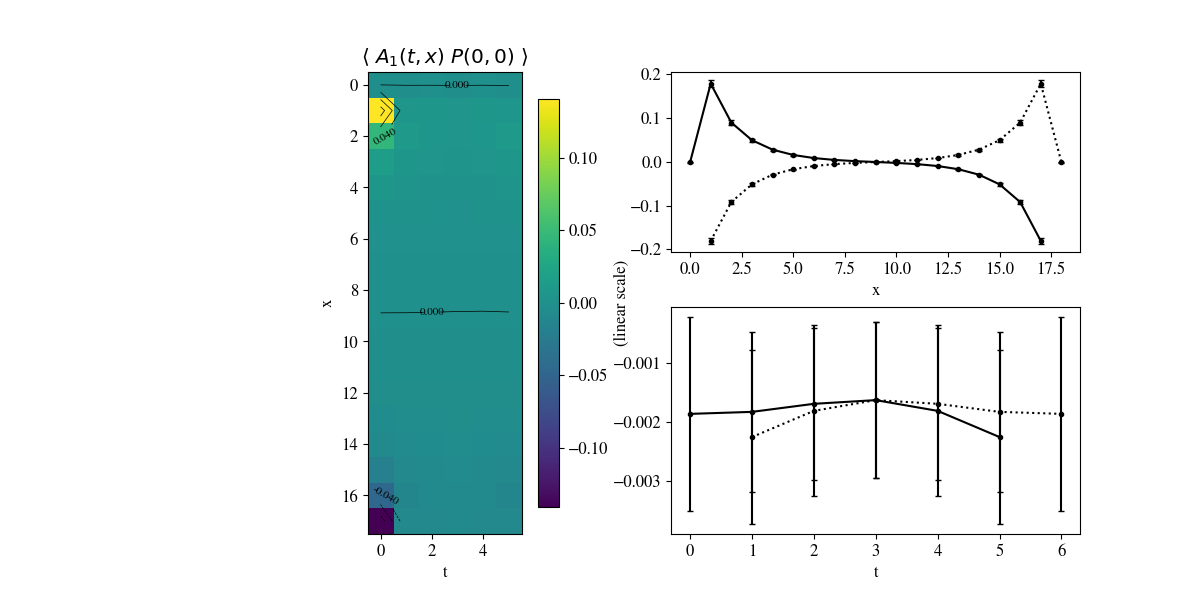 ⟨ A₁(t, x) P(0, 0) ⟩
0
2
4
6
8
10
12
14
16
x
0.000
0.040
0.000
-0.040
0 2 4
t
0.10
0.05
0.00
−0.05
−0.10
0.2
0.1
0.0
−0.1
−0.2
0.0 2.5 5.0 7.5 10.0 12.5 15.0 17.5
x
(linear scale)
−0.001
−0.002
−0.003
0 1 2 3 4 5 6
t